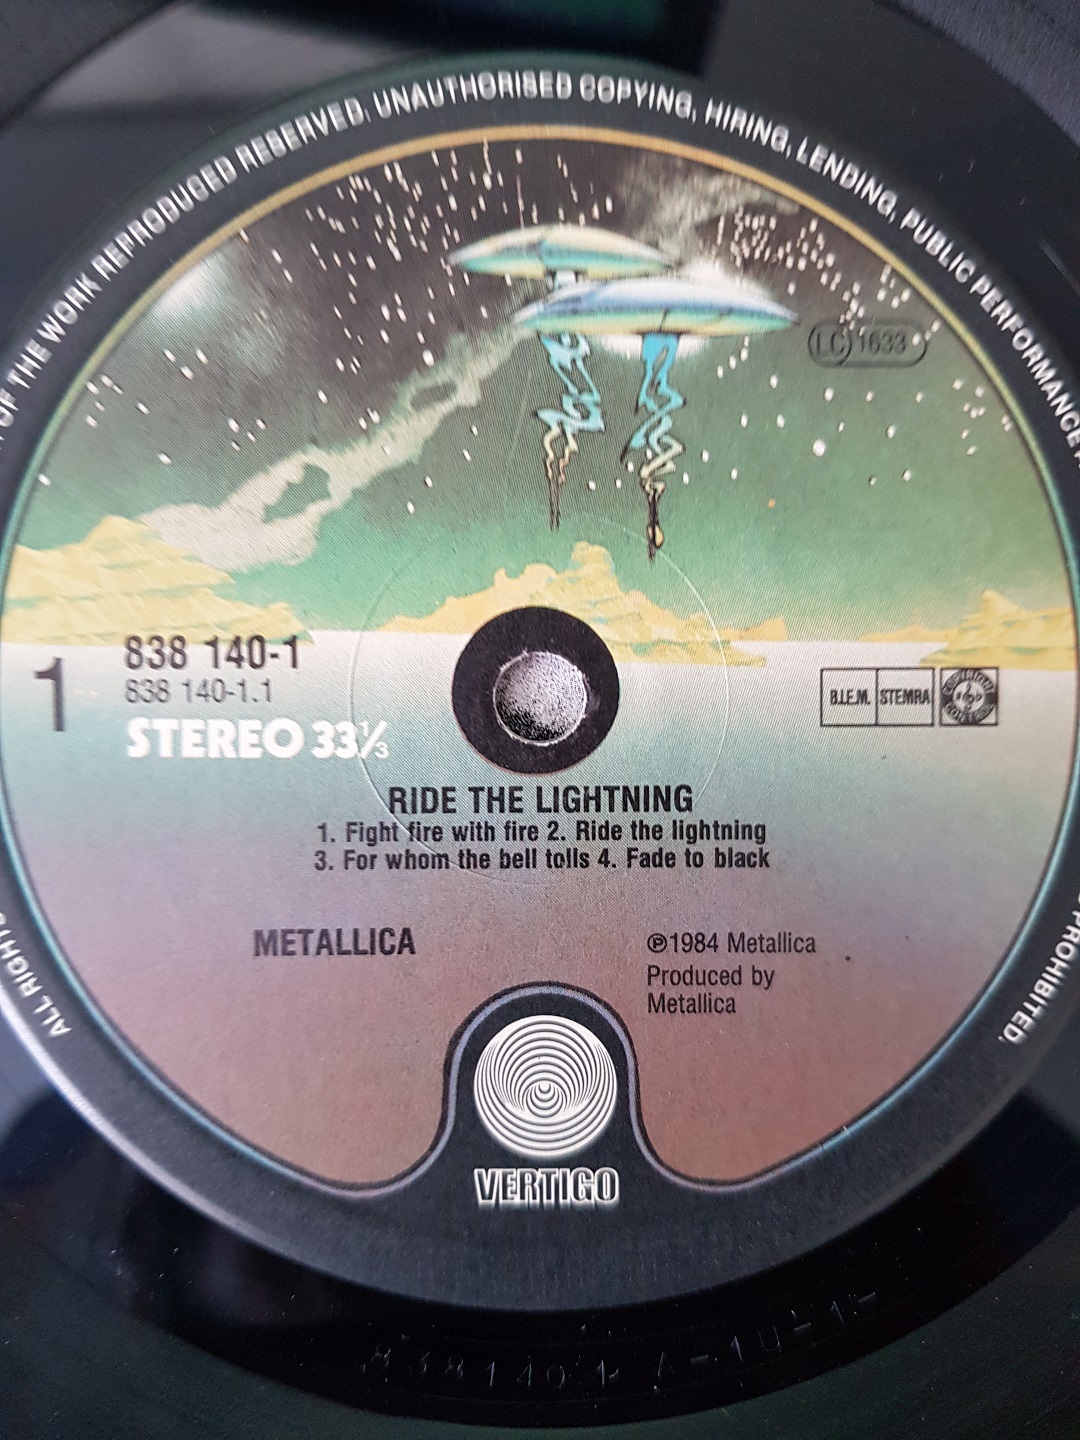 OF THE WORK REPRODUCED RESERVED. UNAUTHORISED COPYING, HIRING, LENDING, PUBLIC PERFORMANCE
LC 1633
1
838 140-1
838 140-1.1
STEREO 33⅓
B.I.E.M. STEMRA
COPYRIGHT CONTROL
RIDE THE LIGHTNING
1. Fight fire with fire 2. Ride the lightning
3. For whom the bell tolls 4. Fade to black
METALLICA
℗1984 Metallica
Produced by
Metallica
VERTIGO
ALL RIGHTS
PROHIBITED.